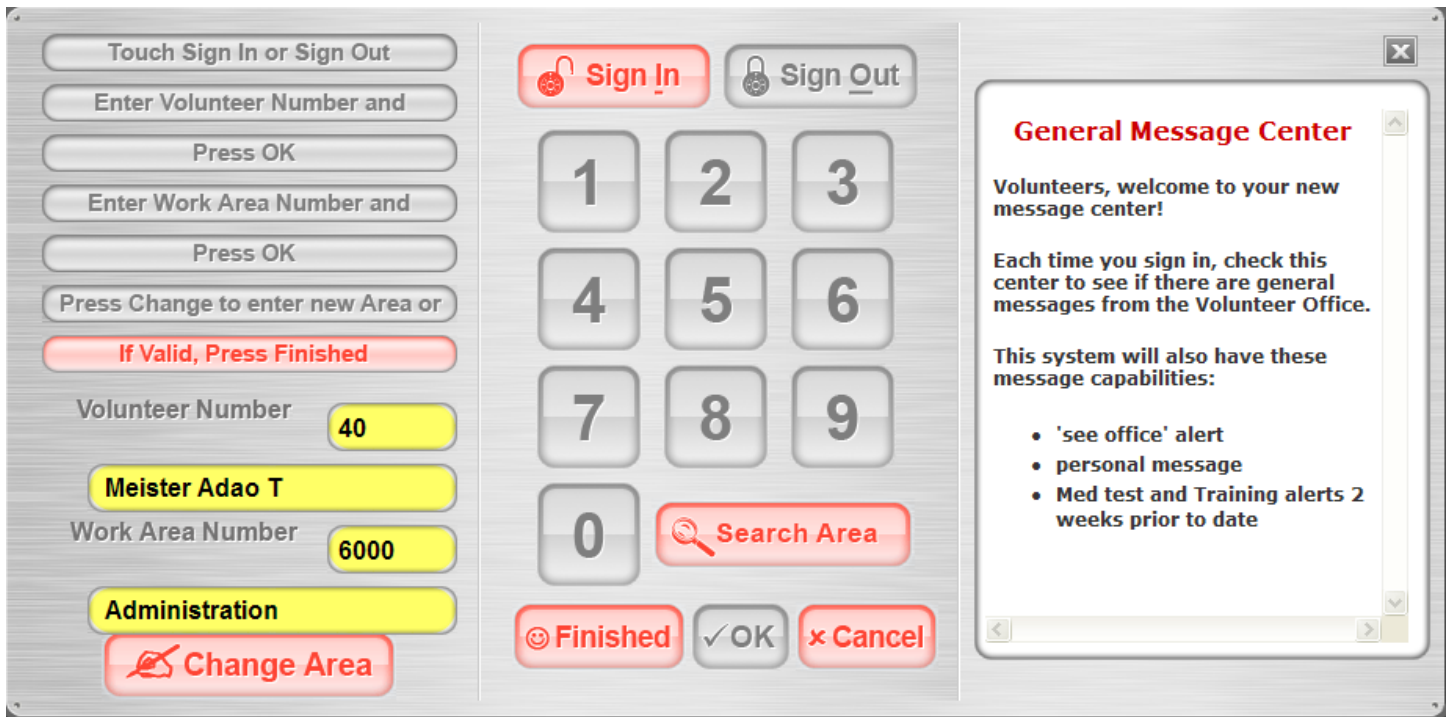 Touch Sign In or Sign Out
Enter Volunteer Number and
Press OK
Enter Work Area Number and
Press OK
Press Change to enter new Area or
If Valid, Press Finished
Volunteer Number
40
Meister Adao T
Work Area Number
6000
Administration
Change Area
Sign In
Sign Out
1 2 3
4 5 6
7 8 9
0
Search Area
Finished
OK
Cancel
General Message Center
Volunteers, welcome to your new
message center!
Each time you sign in, check this
center to see if there are general
messages from the Volunteer Office.
This system will also have these
message capabilities:
• 'see office' alert
• personal message
• Med test and Training alerts 2
weeks prior to date